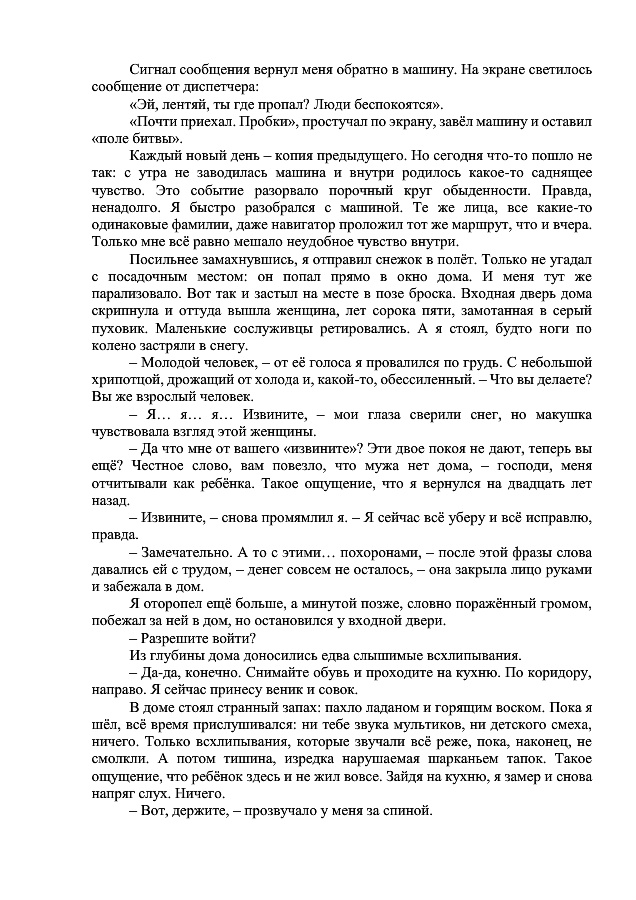 Сигнал сообщения вернул меня обратно в машину. На экране светилось
сообщение от диспетчера:
«Эй, лентяй, ты где пропал? Люди беспокоятся».
«Почти приехал. Пробки», простучал по экрану, завёл машину и оставил
«поле битвы».
Каждый новый день – копия предыдущего. Но сегодня что-то пошло не
так: с утра не заводилась машина и внутри родилось какое-то саднящее
чувство. Это событие разорвало порочный круг обыденности. Правда,
ненадолго. Я быстро разобрался с машиной. Те же лица, все какие-то
одинаковые фамилии, даже навигатор проложил тот же маршрут, что и вчера.
Только мне всё равно мешало неудобное чувство внутри.
Посильнее замахнувшись, я отправил снежок в полёт. Только не угадал
с посадочным местом: он попал прямо в окно дома. И меня тут же
парализовало. Вот так и застыл на месте в позе броска. Входная дверь дома
скрипнула и оттуда вышла женщина, лет сорока пяти, замотанная в серый
пуховик. Маленькие сослуживцы ретировались. А я стоял, будто ноги по
колено застряли в снегу.
– Молодой человек, – от её голоса я провалился по грудь. С небольшой
хрипотцой, дрожащий от холода и, какой-то, обессиленный. – Что вы делаете?
Вы же взрослый человек.
– Я… я… я… Извините, – мои глаза сверили снег, но макушка
чувствовала взгляд этой женщины.
– Да что мне от вашего «извините»? Эти двое покоя не дают, теперь вы
ещё? Честное слово, вам повезло, что мужа нет дома, – господи, меня
отчитывали как ребёнка. Такое ощущение, что я вернулся на двадцать лет
назад.
– Извините, – снова промямлил я. – Я сейчас всё уберу и всё исправлю,
правда.
– Замечательно. А то с этими… похоронами, – после этой фразы слова
давались ей с трудом, – денег совсем не осталось, – она закрыла лицо руками
и забежала в дом.
Я оторопел ещё больше, а минутой позже, словно поражённый громом,
побежал за ней в дом, но остановился у входной двери.
– Разрешите войти?
Из глубины дома доносились едва слышимые всхлипывания.
– Да-да, конечно. Снимайте обувь и проходите на кухню. По коридору,
направо. Я сейчас принесу веник и совок.
В доме стоял странный запах: пахло ладаном и горящим воском. Пока я
шёл, всё время прислушивался: ни тебе звука мультиков, ни детского смеха,
ничего. Только всхлипывания, которые звучали всё реже, пока, наконец, не
смолкли. А потом тишина, изредка нарушаемая шарканьем тапок. Такое
ощущение, что ребёнок здесь и не жил вовсе. Зайдя на кухню, я замер и снова
напряг слух. Ничего.
– Вот, держите, – прозвучало у меня за спиной.